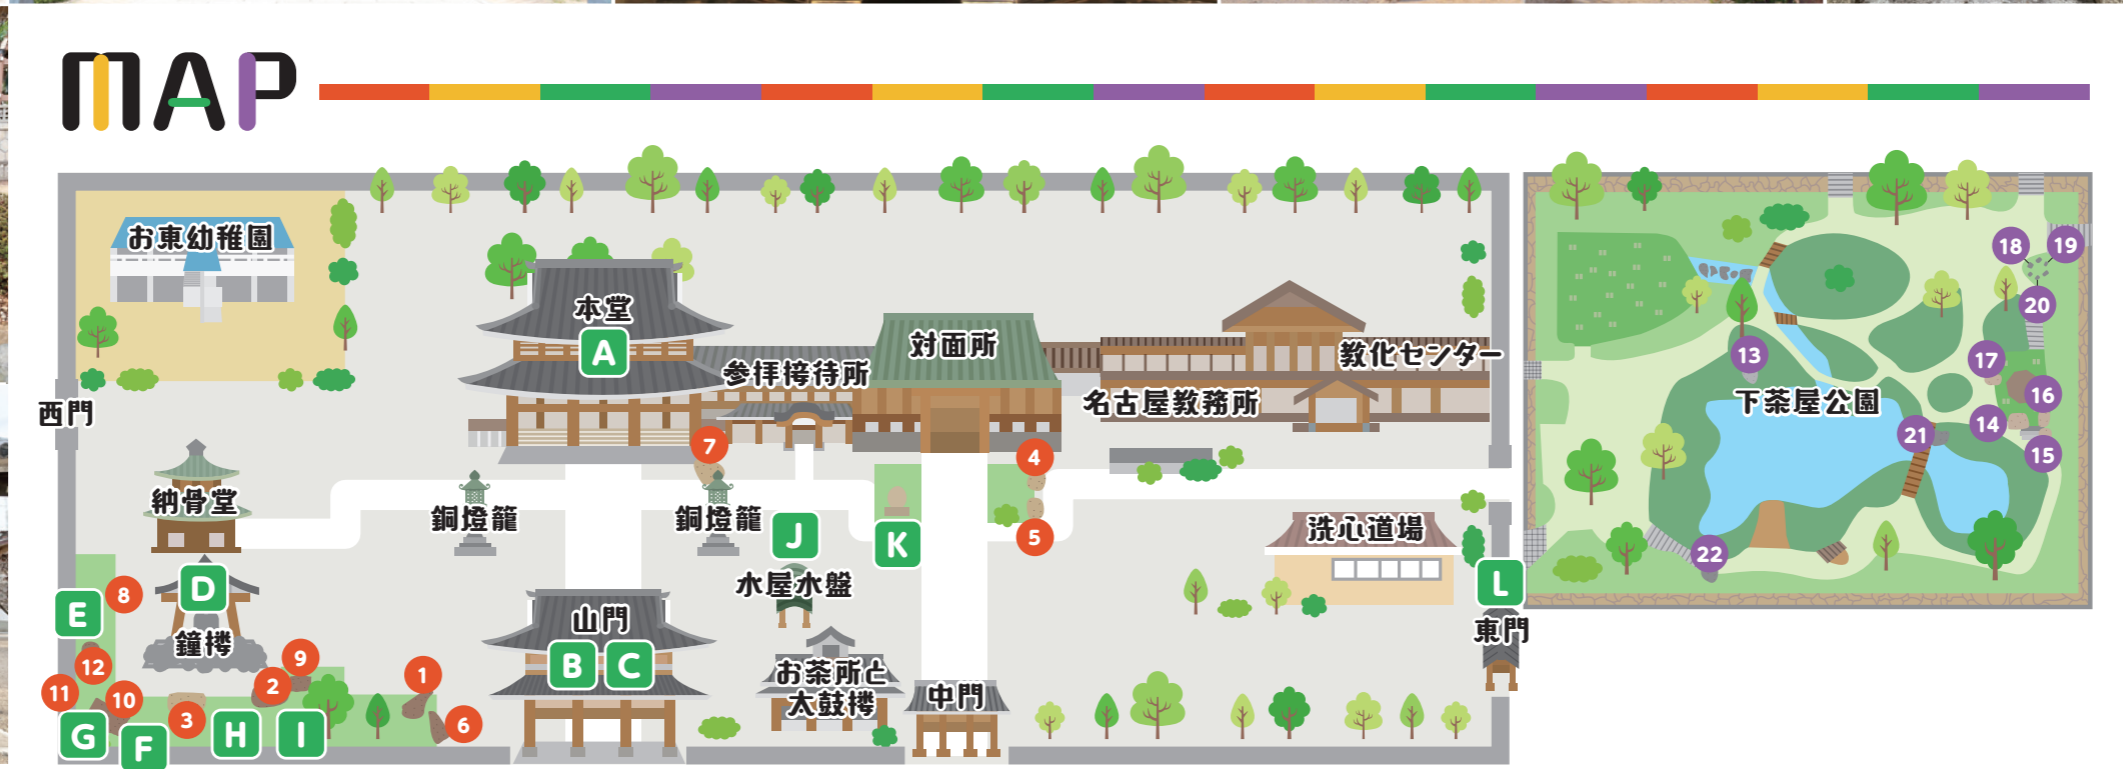 MAP
お東幼稚園
本堂
A
参拝接待所
対面所
教化センター
名古屋教務所
西門
納骨堂
銅燈籠
7
銅燈籠
J
水屋水盤
K
4
5
洗心道場
L
東門
D
鐘楼
E
8
12
11
10
G
F
3
2
9
H
I
1
6
山門
B
C
お茶所と
太鼓楼
中門
下茶屋公園
13
18
19
20
17
16
14
15
21
22